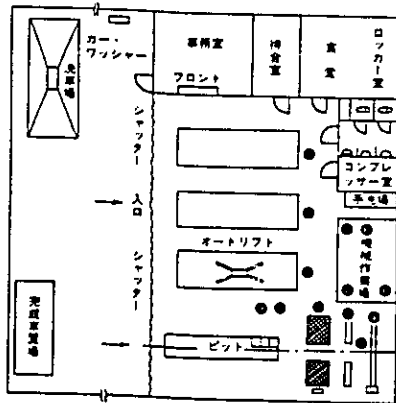 カー・
ワッシャー
洗車場
事務室
フロント
待合室
食堂
ロッカー室
シャッター
入口
シャッター
コンプレ
ッサー室
手洗場
オートリフト
機械作業場
完成車置場
ピット